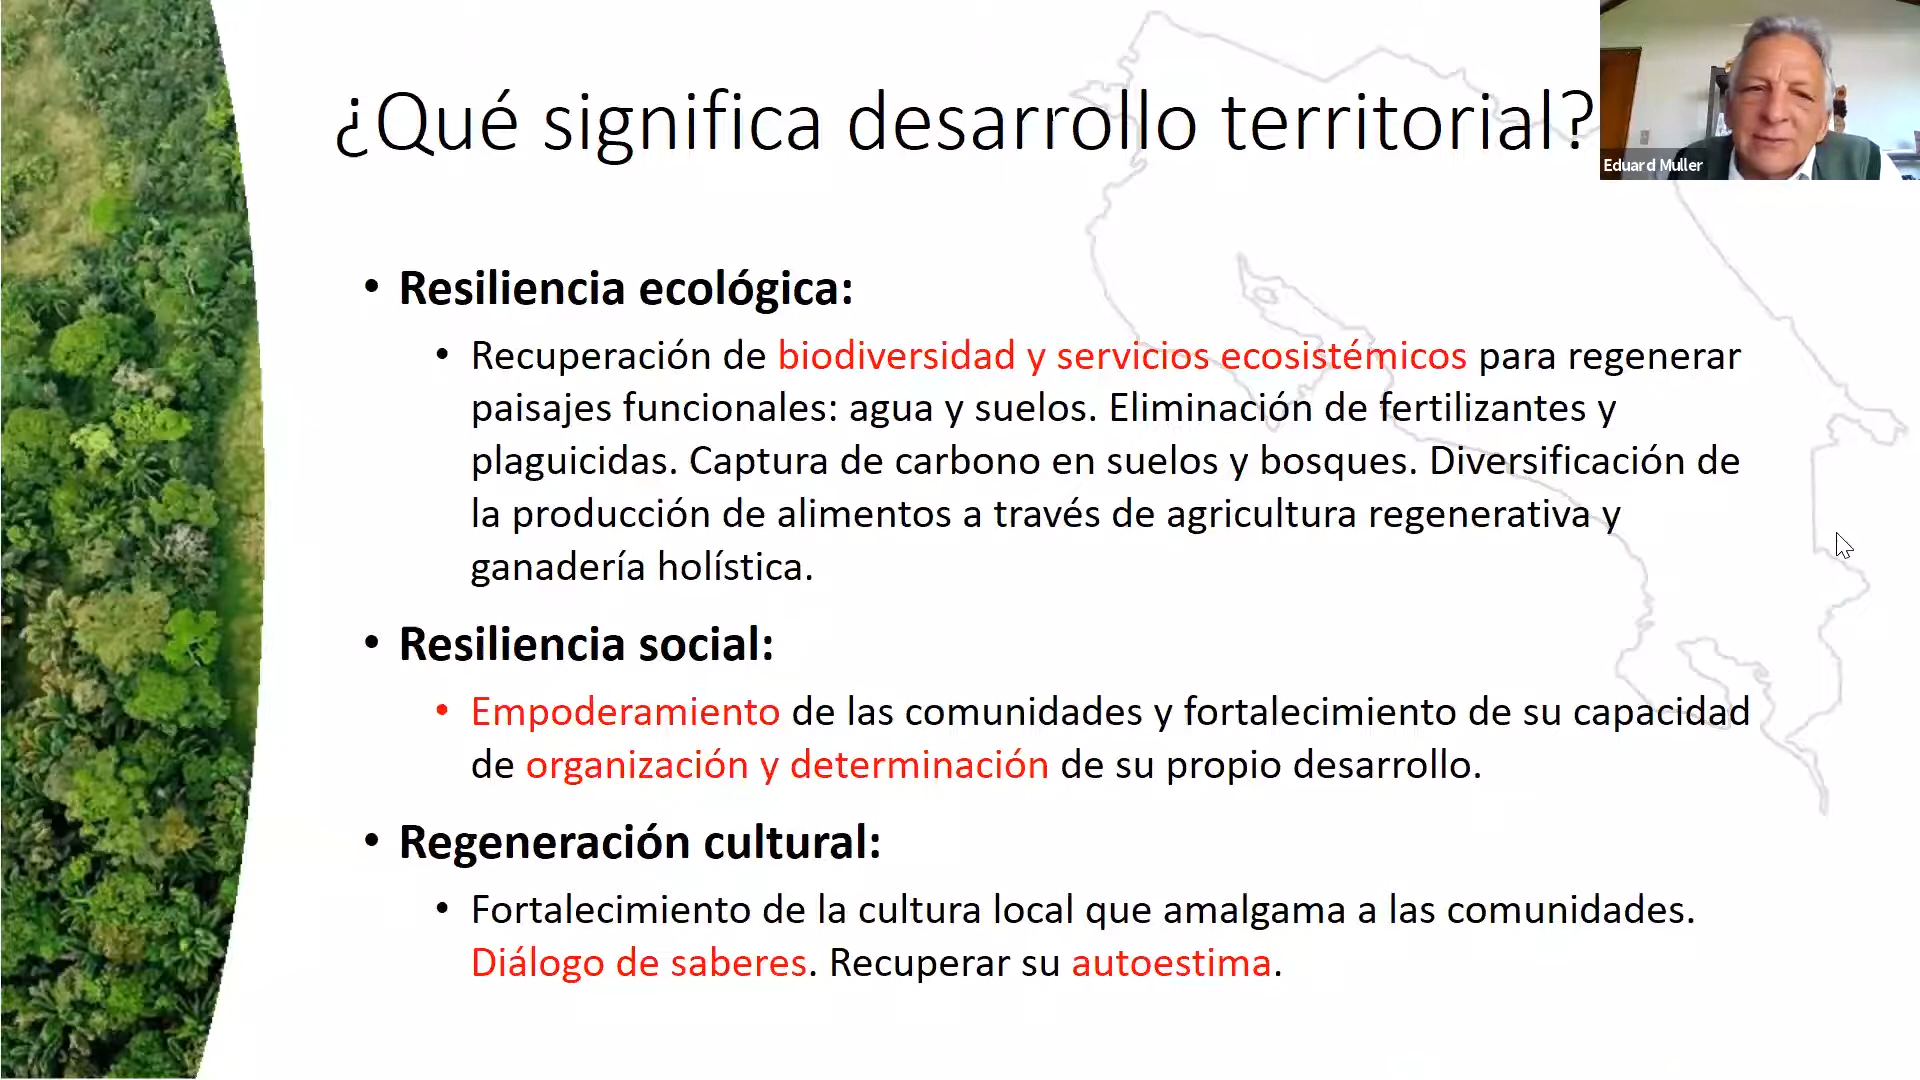 ¿Qué significa desarrollo territorial?
Eduard Muller
• Resiliencia ecológica:
• Recuperación de biodiversidad y servicios ecosistémicos para regenerar
paisajes funcionales: agua y suelos. Eliminación de fertilizantes y
plaguicidas. Captura de carbono en suelos y bosques. Diversificación de
la producción de alimentos a través de agricultura regenerativa y
ganadería holística.
• Resiliencia social:
• Empoderamiento de las comunidades y fortalecimiento de su capacidad
de organización y determinación de su propio desarrollo.
• Regeneración cultural:
• Fortalecimiento de la cultura local que amalgama a las comunidades.
Diálogo de saberes. Recuperar su autoestima.